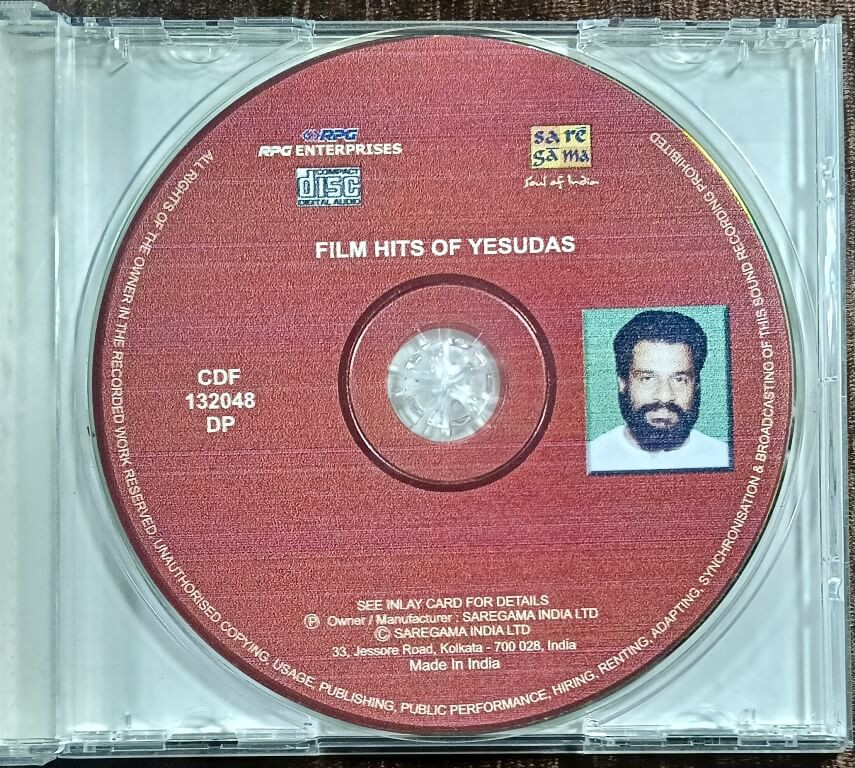 RPG
RPG ENTERPRISES
COMPACT
disc
DIGITAL AUDIO
sa rē
ga ma
Soul of India
FILM HITS OF YESUDAS
CDF
132048
DP
SEE INLAY CARD FOR DETAILS
Ⓟ Owner / Manufacturer : SAREGAMA INDIA LTD
© SAREGAMA INDIA LTD
33, Jessore Road, Kolkata - 700 028, India
Made In India
ALL RIGHTS OF THE OWNER IN THE RECORDED WORK RESERVED, UNAUTHORISED COPYING, USAGE, PUBLISHING, PUBLIC PERFORMANCE, HIRING, RENTING, ADAPTING, SYNCHRONISATION & BROADCASTING OF THIS SOUND RECORDING PROHIBITED